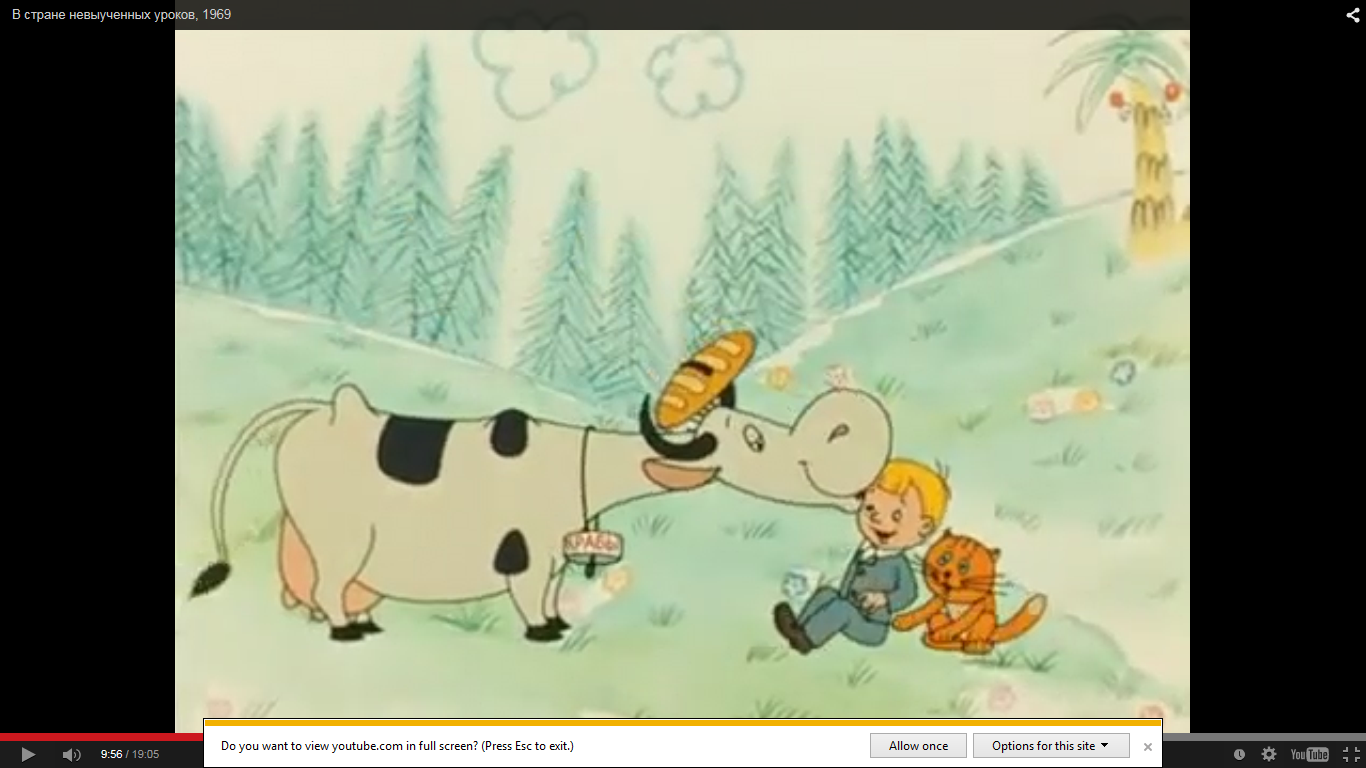 В стране невыученных уроков, 1969
КРАБЫ
Do you want to view youtube.com in full screen? (Press Esc to exit.)
Allow once
Options for this site
9:56 / 19:05
YouTube